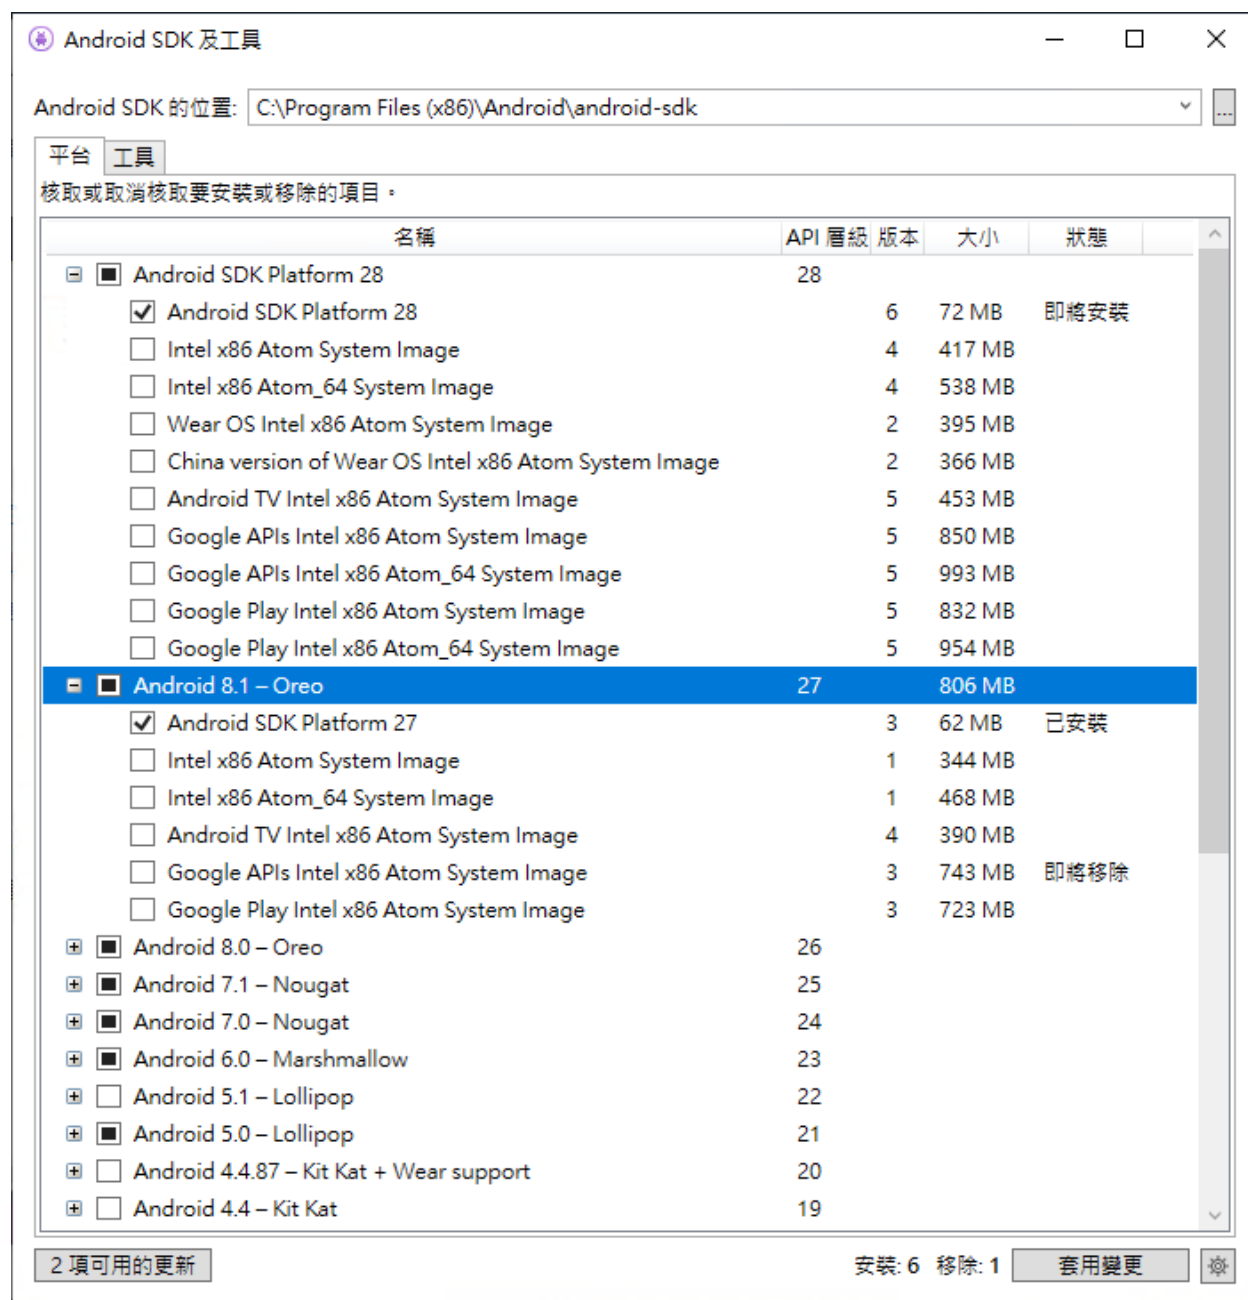 Android SDK 及工具
Android SDK 的位置: C:\Program Files (x86)\Android\android-sdk ...
平台 工具
核取或取消核取要安裝或移除的項目。
名稱 API 層級 版本 大小 狀態
Android SDK Platform 28 28
Android SDK Platform 28 6 72 MB 即將安裝
Intel x86 Atom System Image 4 417 MB
Intel x86 Atom_64 System Image 4 538 MB
Wear OS Intel x86 Atom System Image 2 395 MB
China version of Wear OS Intel x86 Atom System Image 2 366 MB
Android TV Intel x86 Atom System Image 5 453 MB
Google APIs Intel x86 Atom System Image 5 850 MB
Google APIs Intel x86 Atom_64 System Image 5 993 MB
Google Play Intel x86 Atom System Image 5 832 MB
Google Play Intel x86 Atom_64 System Image 5 954 MB
Android 8.1 – Oreo 27 806 MB
Android SDK Platform 27 3 62 MB 已安裝
Intel x86 Atom System Image 1 344 MB
Intel x86 Atom_64 System Image 1 468 MB
Android TV Intel x86 Atom System Image 4 390 MB
Google APIs Intel x86 Atom System Image 3 743 MB 即將移除
Google Play Intel x86 Atom System Image 3 723 MB
Android 8.0 – Oreo 26
Android 7.1 – Nougat 25
Android 7.0 – Nougat 24
Android 6.0 – Marshmallow 23
Android 5.1 – Lollipop 22
Android 5.0 – Lollipop 21
Android 4.4.87 – Kit Kat + Wear support 20
Android 4.4 – Kit Kat 19
2 項可用的更新 安裝: 6 移除: 1 套用變更